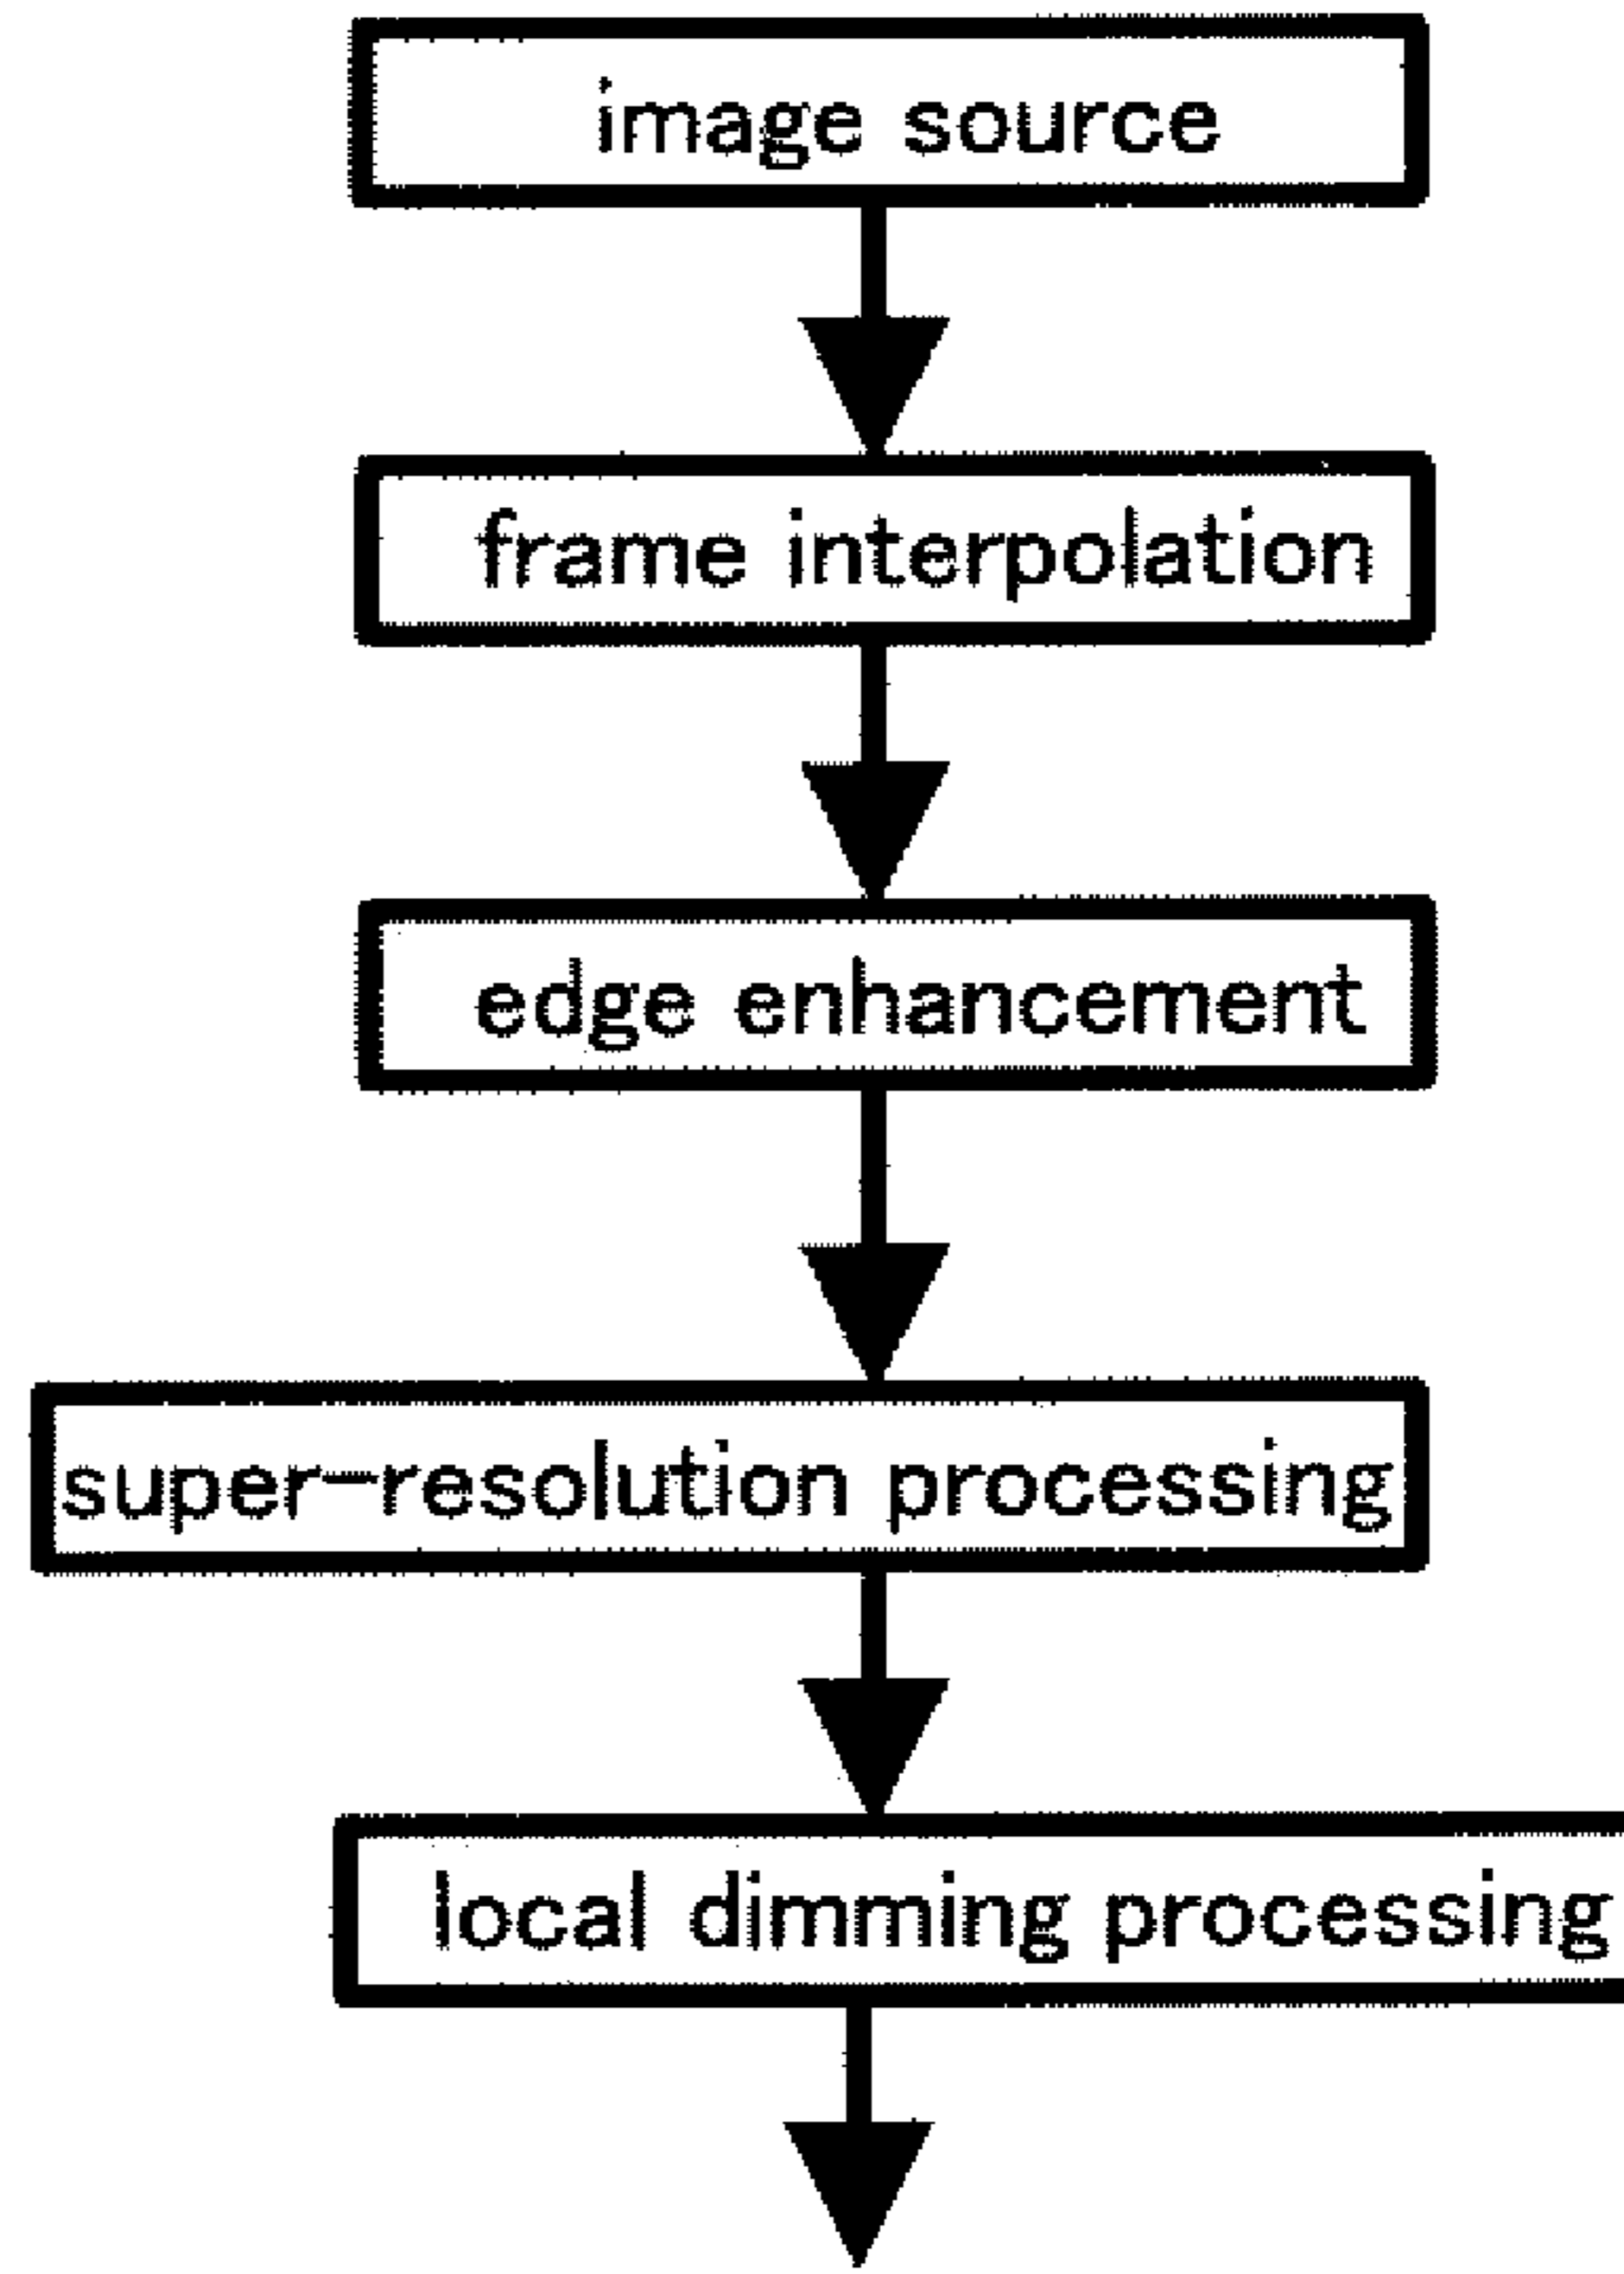 image source
frame interpolation
edge enhancement
super-resolution processing
local dimming processing